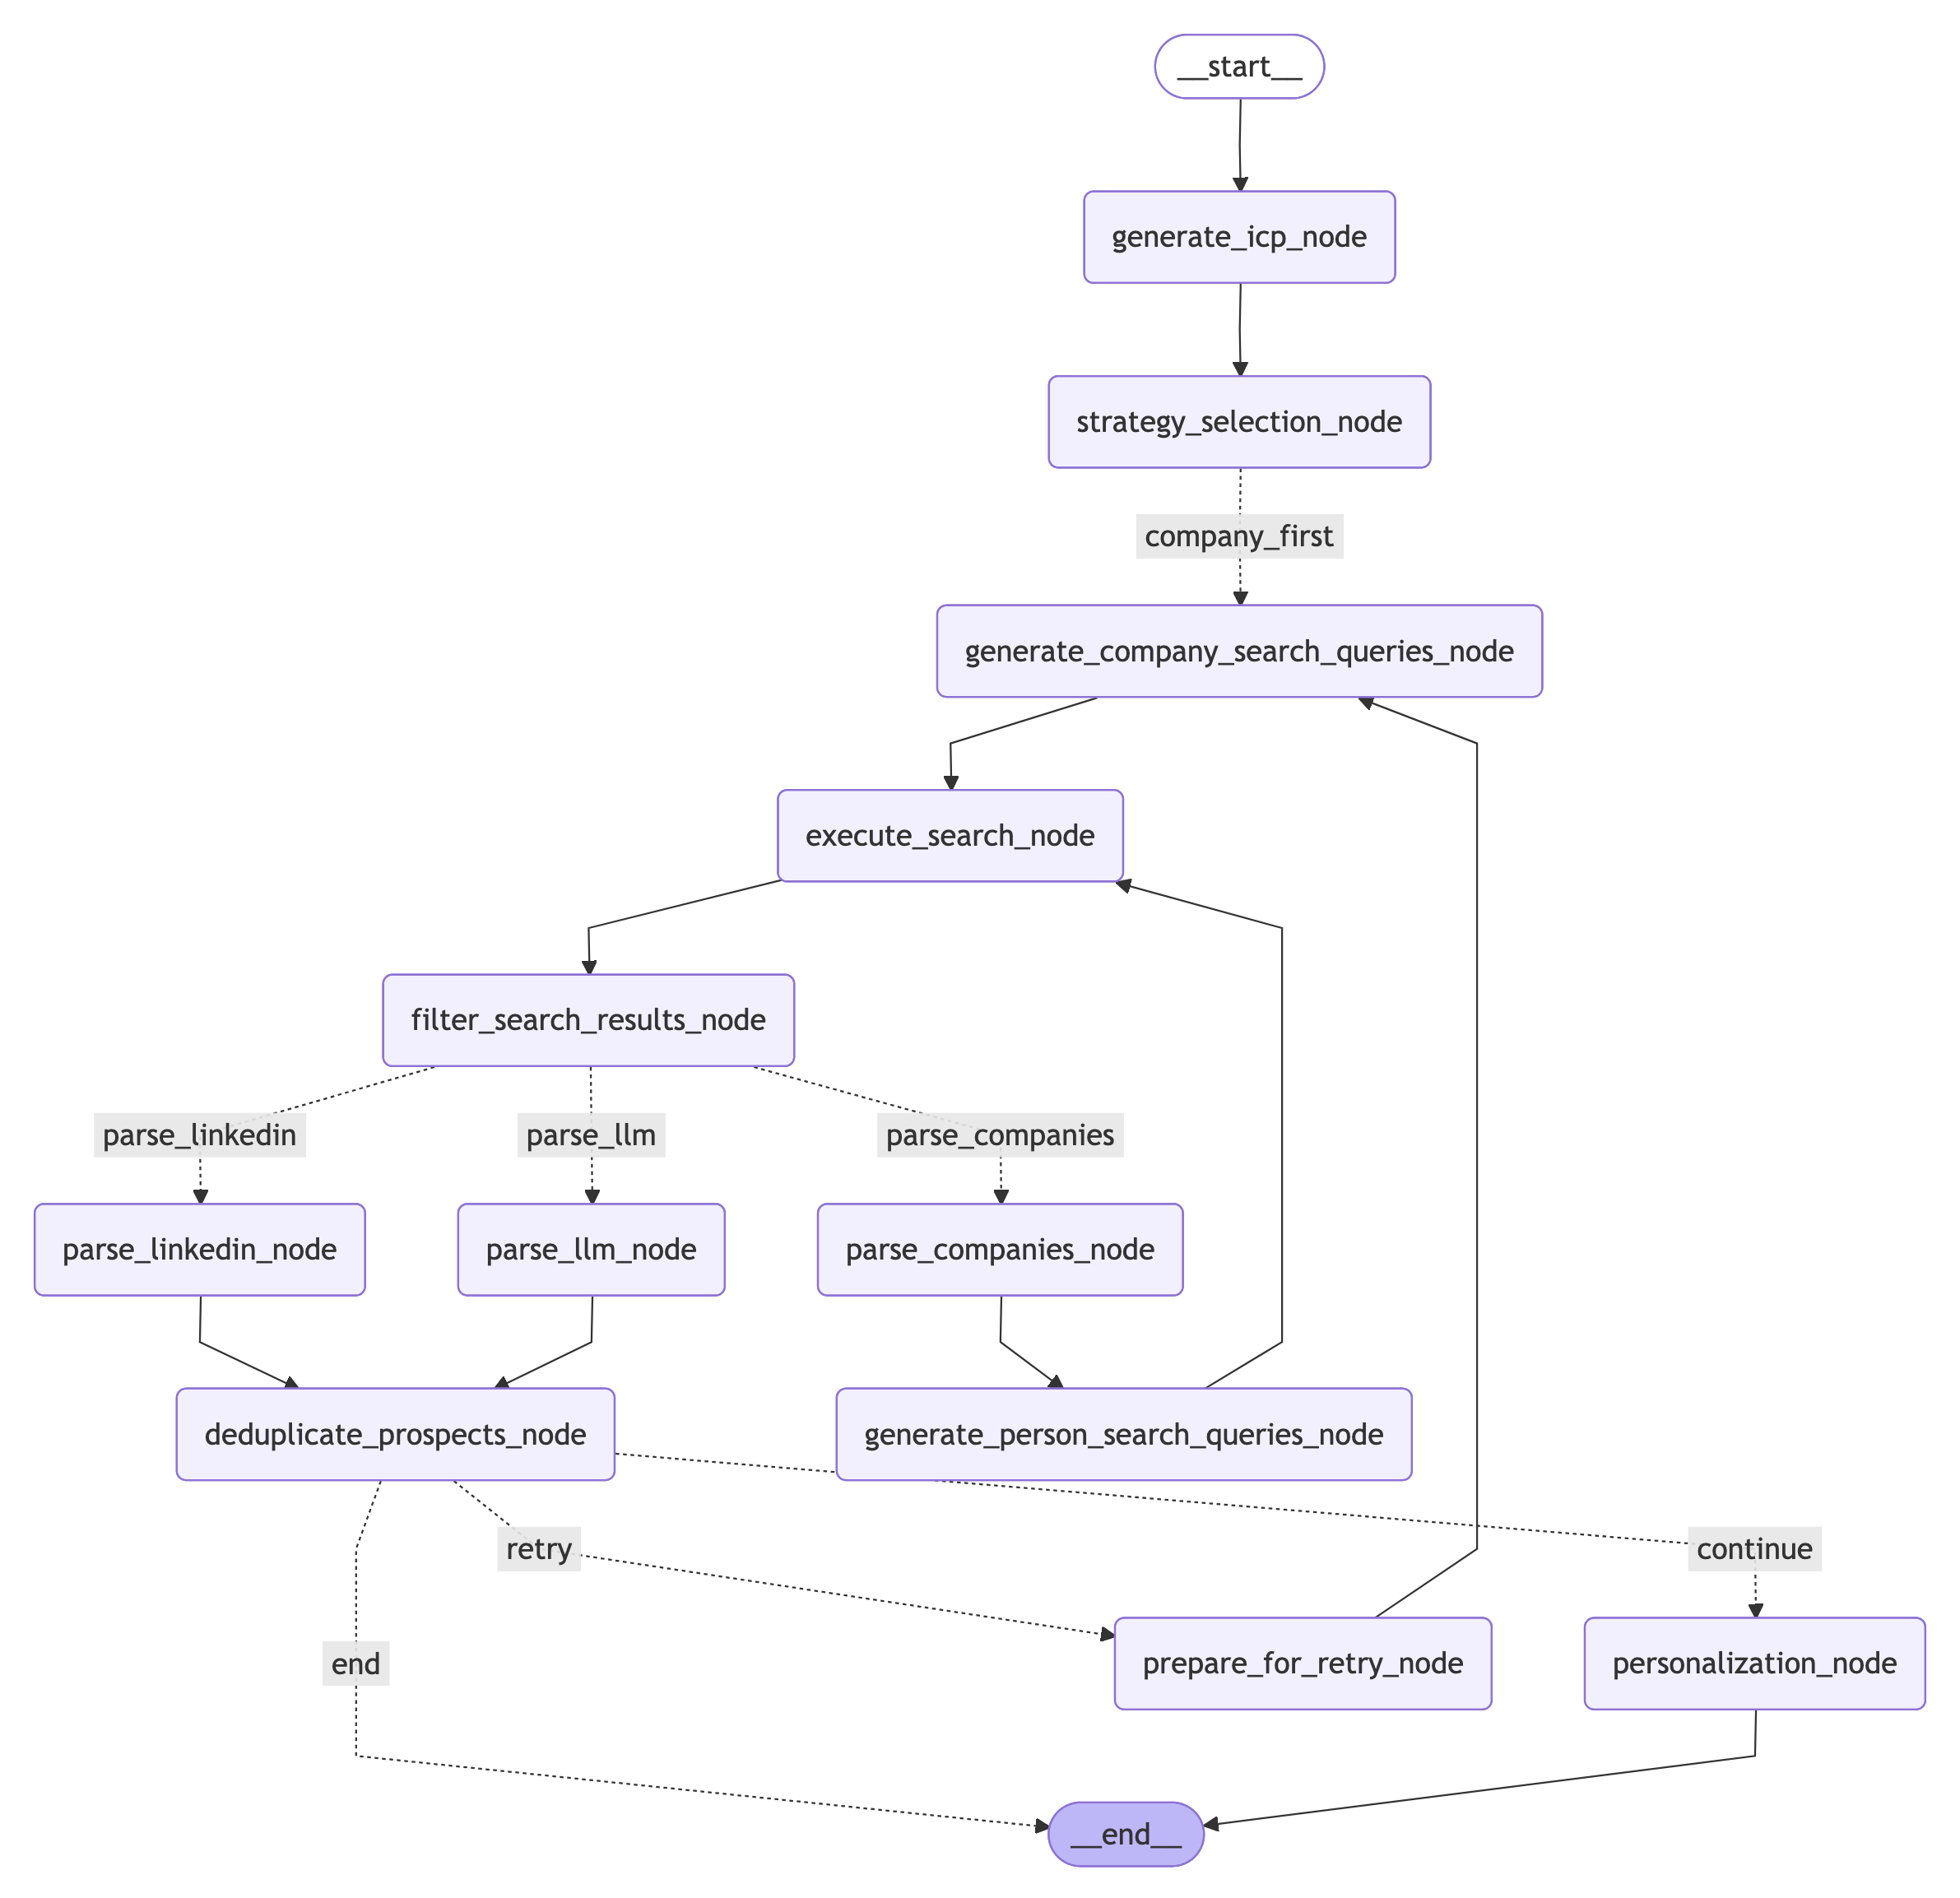 __start__
generate_icp_node
strategy_selection_node
company_first
generate_company_search_queries_node
execute_search_node
filter_search_results_node
parse_linkedin
parse_llm
parse_companies
parse_linkedin_node
parse_llm_node
parse_companies_node
deduplicate_prospects_node
generate_person_search_queries_node
retry
continue
end
prepare_for_retry_node
personalization_node
__end__